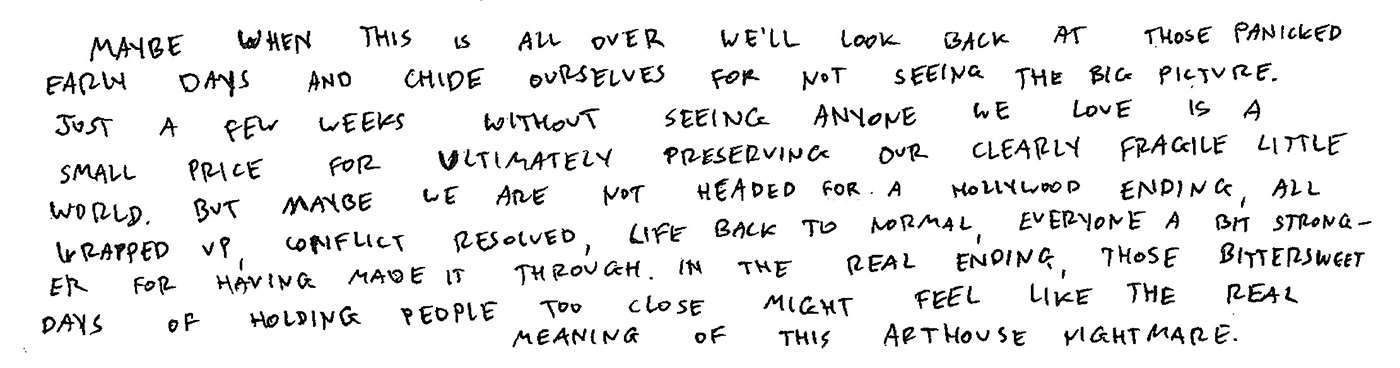 MAYBE WHEN THIS IS ALL OVER WE'LL LOOK BACK AT THOSE PANICKED
EARLY DAYS AND CHIDE OURSELVES FOR NOT SEEING THE BIG PICTURE.
JUST A FEW WEEKS WITHOUT SEEING ANYONE WE LOVE IS A
SMALL PRICE FOR ULTIMATELY PRESERVING OUR CLEARLY FRAGILE LITTLE
WORLD. BUT MAYBE WE ARE NOT HEADED FOR A HOLLYWOOD ENDING, ALL
WRAPPED UP, CONFLICT RESOLVED, LIFE BACK TO NORMAL, EVERYONE A BIT STRONG-
ER FOR HAVING MADE IT THROUGH. IN THE REAL ENDING, THOSE BITTERSWEET
DAYS OF HOLDING PEOPLE TOO CLOSE MIGHT FEEL LIKE THE REAL
MEANING OF THIS ARTHOUSE NIGHTMARE.